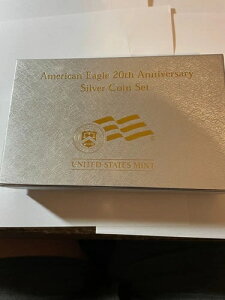 American Eagle 20th Anniversary
Silver Coin Set
UNITED STATES MINT